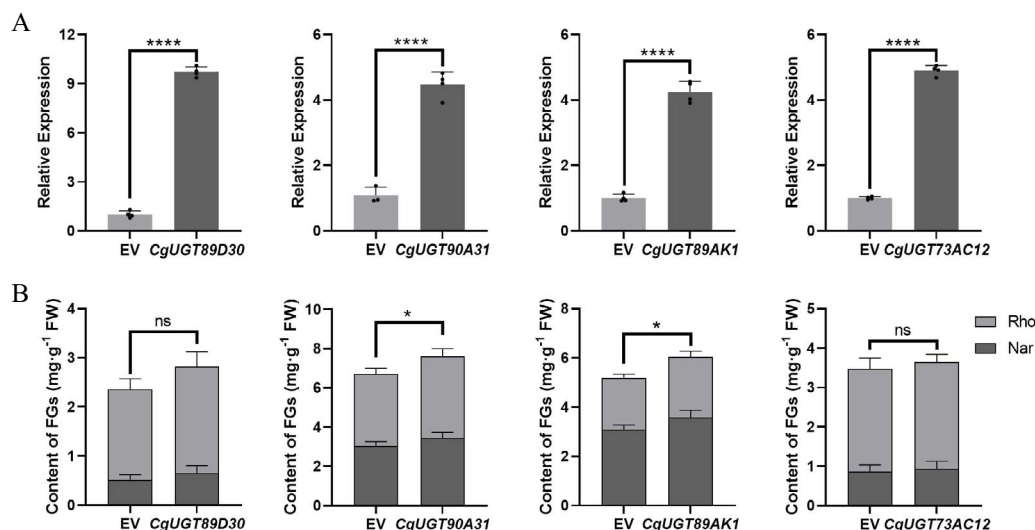 A
Relative Expression
12
9
6
3
0
****
EV CgUGT89D30
Relative Expression
6
4
2
0
****
EV CgUGT90A31
Relative Expression
6
4
2
0
****
EV CgUGT89AK1
Relative Expression
6
4
2
0
****
EV CgUGT73AC12
B
Content of FGs (mg·g⁻¹ FW)
4
3
2
1
0
ns
EV CgUGT89D30
Content of FGs (mg·g⁻¹ FW)
10
8
6
4
2
0
*
EV CgUGT90A31
Content of FGs (mg·g⁻¹ FW)
8
6
4
2
0
*
EV CgUGT89AK1
Content of FGs (mg·g⁻¹ FW)
5
4
3
2
1
0
ns
EV CgUGT73AC12
Rho
Nar